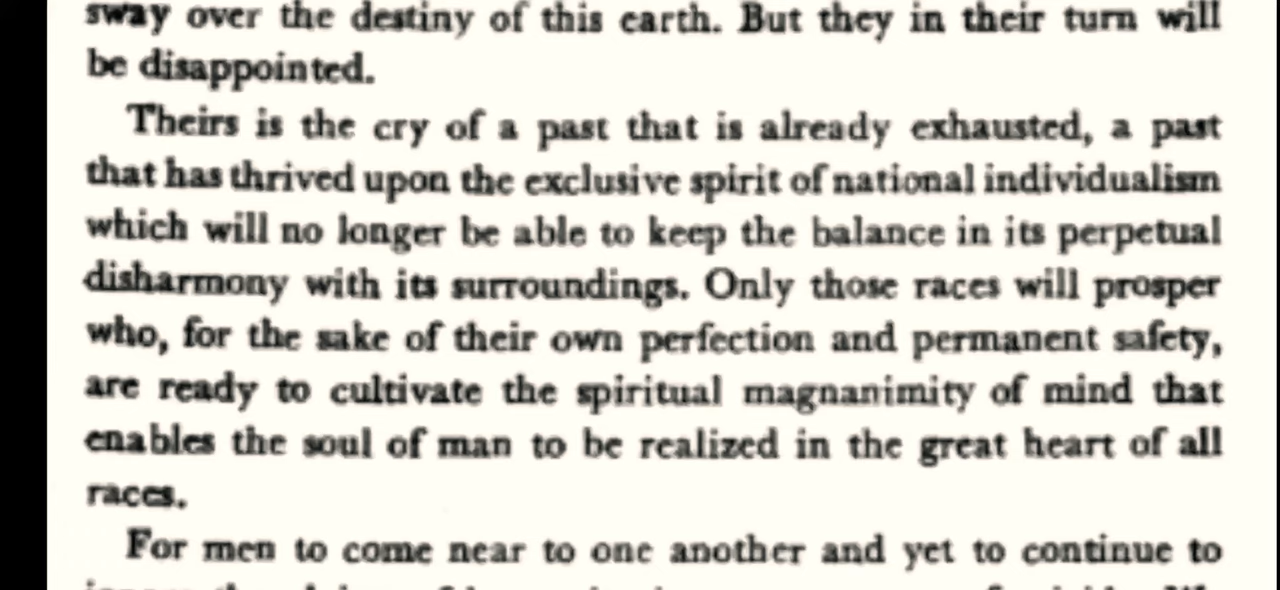 sway over the destiny of this earth. But they in their turn will
be disappointed.
Theirs is the cry of a past that is already exhausted, a past
that has thrived upon the exclusive spirit of national individualism
which will no longer be able to keep the balance in its perpetual
disharmony with its surroundings. Only those races will prosper
who, for the sake of their own perfection and permanent safety,
are ready to cultivate the spiritual magnanimity of mind that
enables the soul of man to be realized in the great heart of all
races.
For men to come near to one another and yet to continue to